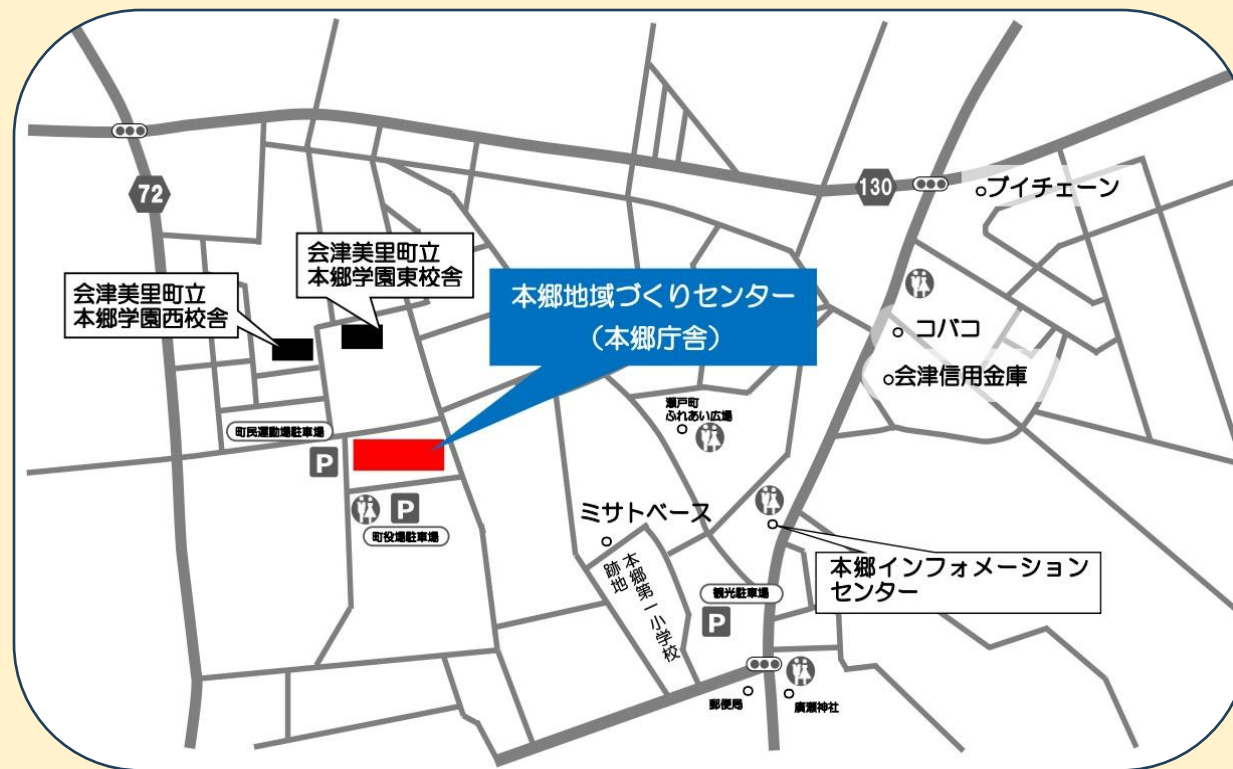 72
130
ブイチェーン
会津美里町立
本郷学園東校舎
会津美里町立
本郷学園西校舎
本郷地域づくりセンター
（本郷庁舎）
コバコ
会津信用金庫
瀬戸町
ふれあい広場
町民運動場駐車場
P
P
町役場駐車場
ミサトベース
本郷第一小学校
跡地
本郷インフォメーション
センター
観光駐車場
P
郵便局
廣瀬神社